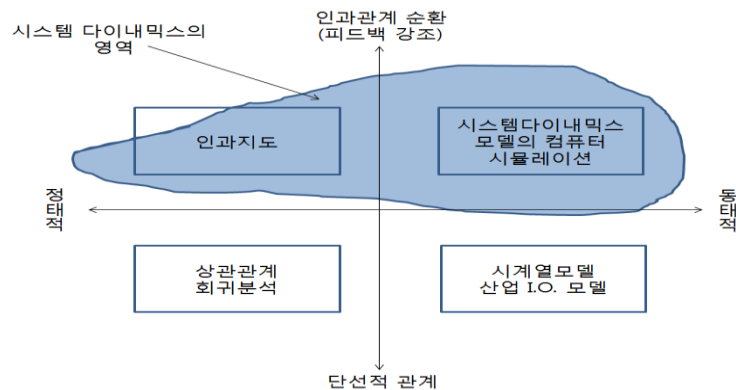 시스템 다이내믹스의
영역
인과관계 순환
(피드백 강조)
인과지도
시스템다이내믹스
모델의 컴퓨터
시뮬레이션
정태적
동태적
상관관계
회귀분석
시계열모델
산업 I.O. 모델
단선적 관계